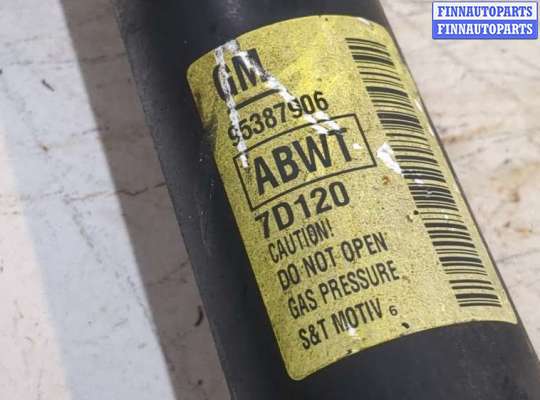 FINNAUTOPARTS
FINNAUTOPARTS
GM
95387906
ABWT
7D120
CAUTION!
DO NOT OPEN
GAS PRESSURE
S&T MOTIV 6